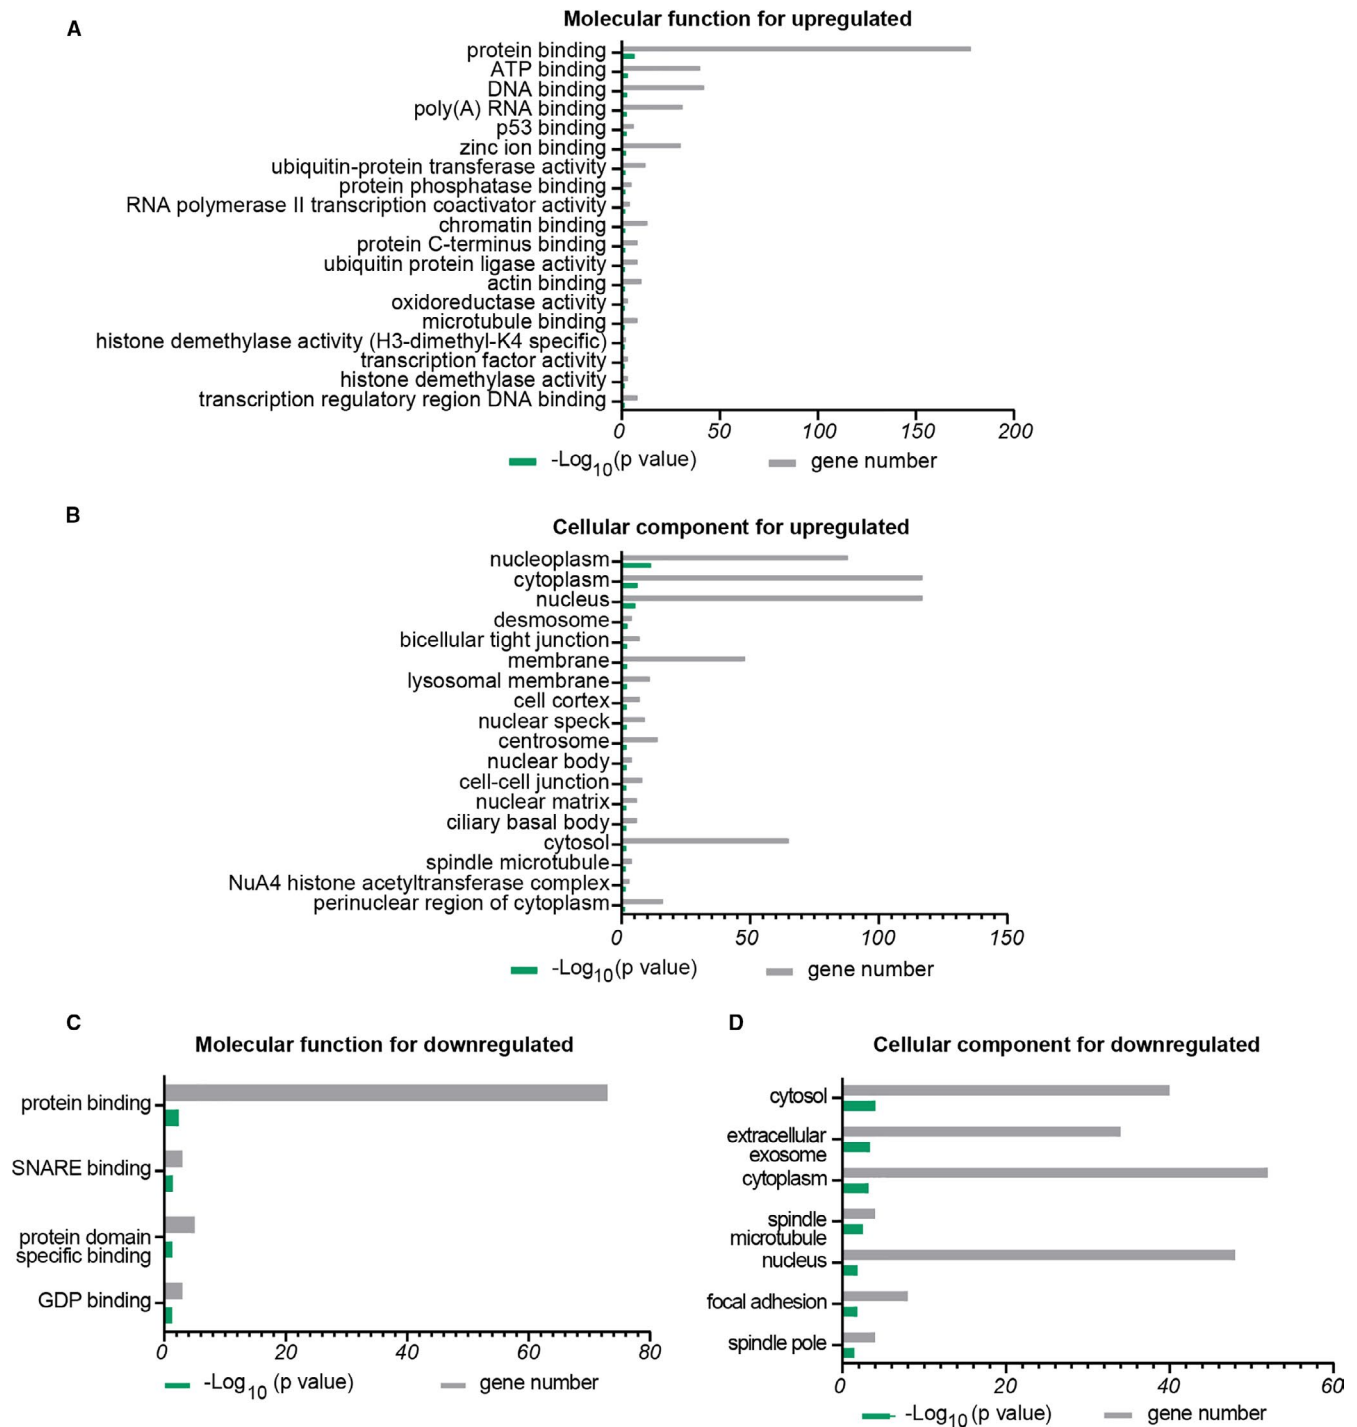 A
Molecular function for upregulated
protein binding
ATP binding
DNA binding
poly(A) RNA binding
p53 binding
zinc ion binding
ubiquitin-protein transferase activity
protein phosphatase binding
RNA polymerase II transcription coactivator activity
chromatin binding
protein C-terminus binding
ubiquitin protein ligase activity
actin binding
oxidoreductase activity
microtubule binding
histone demethylase activity (H3-dimethyl-K4 specific)
transcription factor activity
histone demethylase activity
transcription regulatory region DNA binding
0 50 100 150 200
-Log10(p value) gene number
B
Cellular component for upregulated
nucleoplasm
cytoplasm
nucleus
desmosome
bicellular tight junction
membrane
lysosomal membrane
cell cortex
nuclear speck
centrosome
nuclear body
cell-cell junction
nuclear matrix
ciliary basal body
cytosol
spindle microtubule
NuA4 histone acetyltransferase complex
perinuclear region of cytoplasm
0 50 100 150
-Log10(p value) gene number
C
Molecular function for downregulated
protein binding
SNARE binding
protein domain
specific binding
GDP binding
0 20 40 60 80
-Log10 (p value) gene number
D
Cellular component for downregulated
cytosol
extracellular
exosome
cytoplasm
spindle
microtubule
nucleus
focal adhesion
spindle pole
0 20 40 60
-Log10(p value) gene number